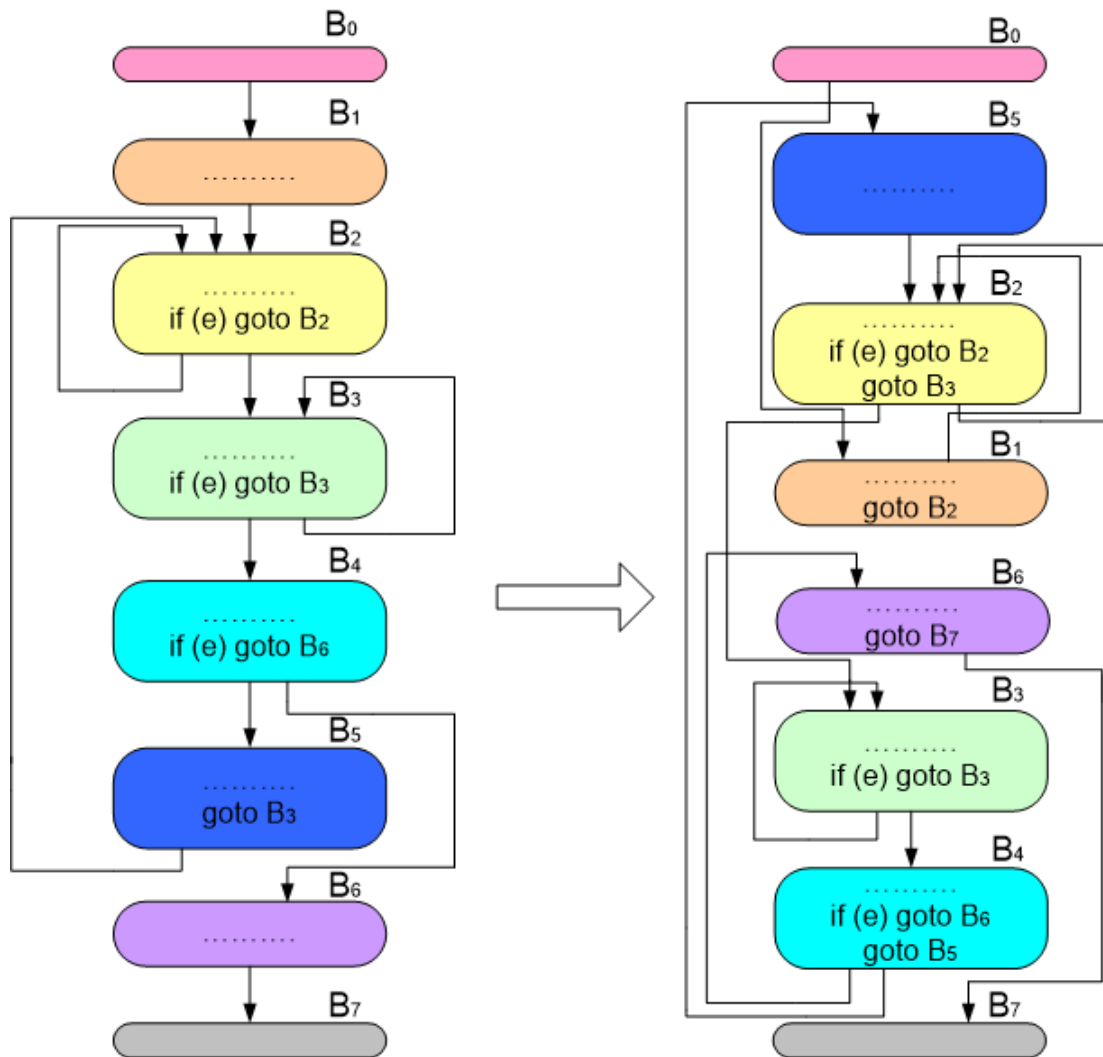 B0
B1
..........
B2
..........
if (e) goto B2
B3
..........
if (e) goto B3
B4
..........
if (e) goto B6
B5
..........
goto B3
B6
..........
B7
B0
B5
..........
B2
..........
if (e) goto B2
goto B3
B1
..........
goto B2
B6
..........
goto B7
B3
..........
if (e) goto B3
B4
..........
if (e) goto B6
goto B5
B7